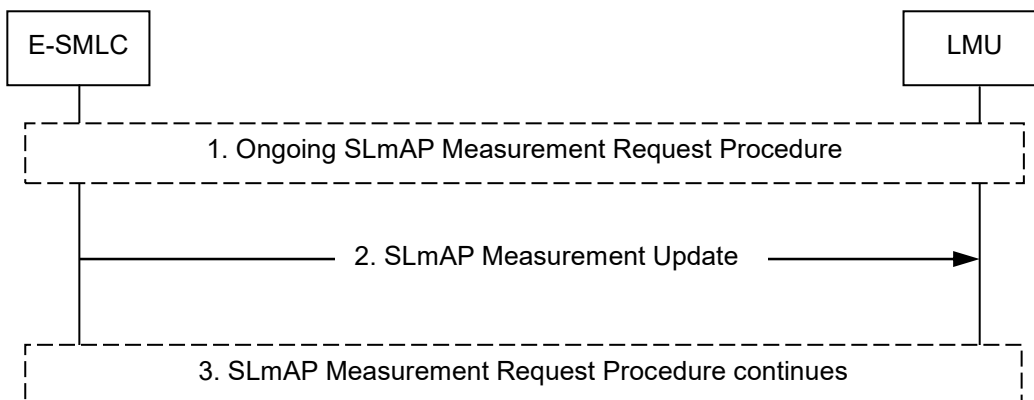 E-SMLC
LMU
1. Ongoing SLmAP Measurement Request Procedure
2. SLmAP Measurement Update
3. SLmAP Measurement Request Procedure continues